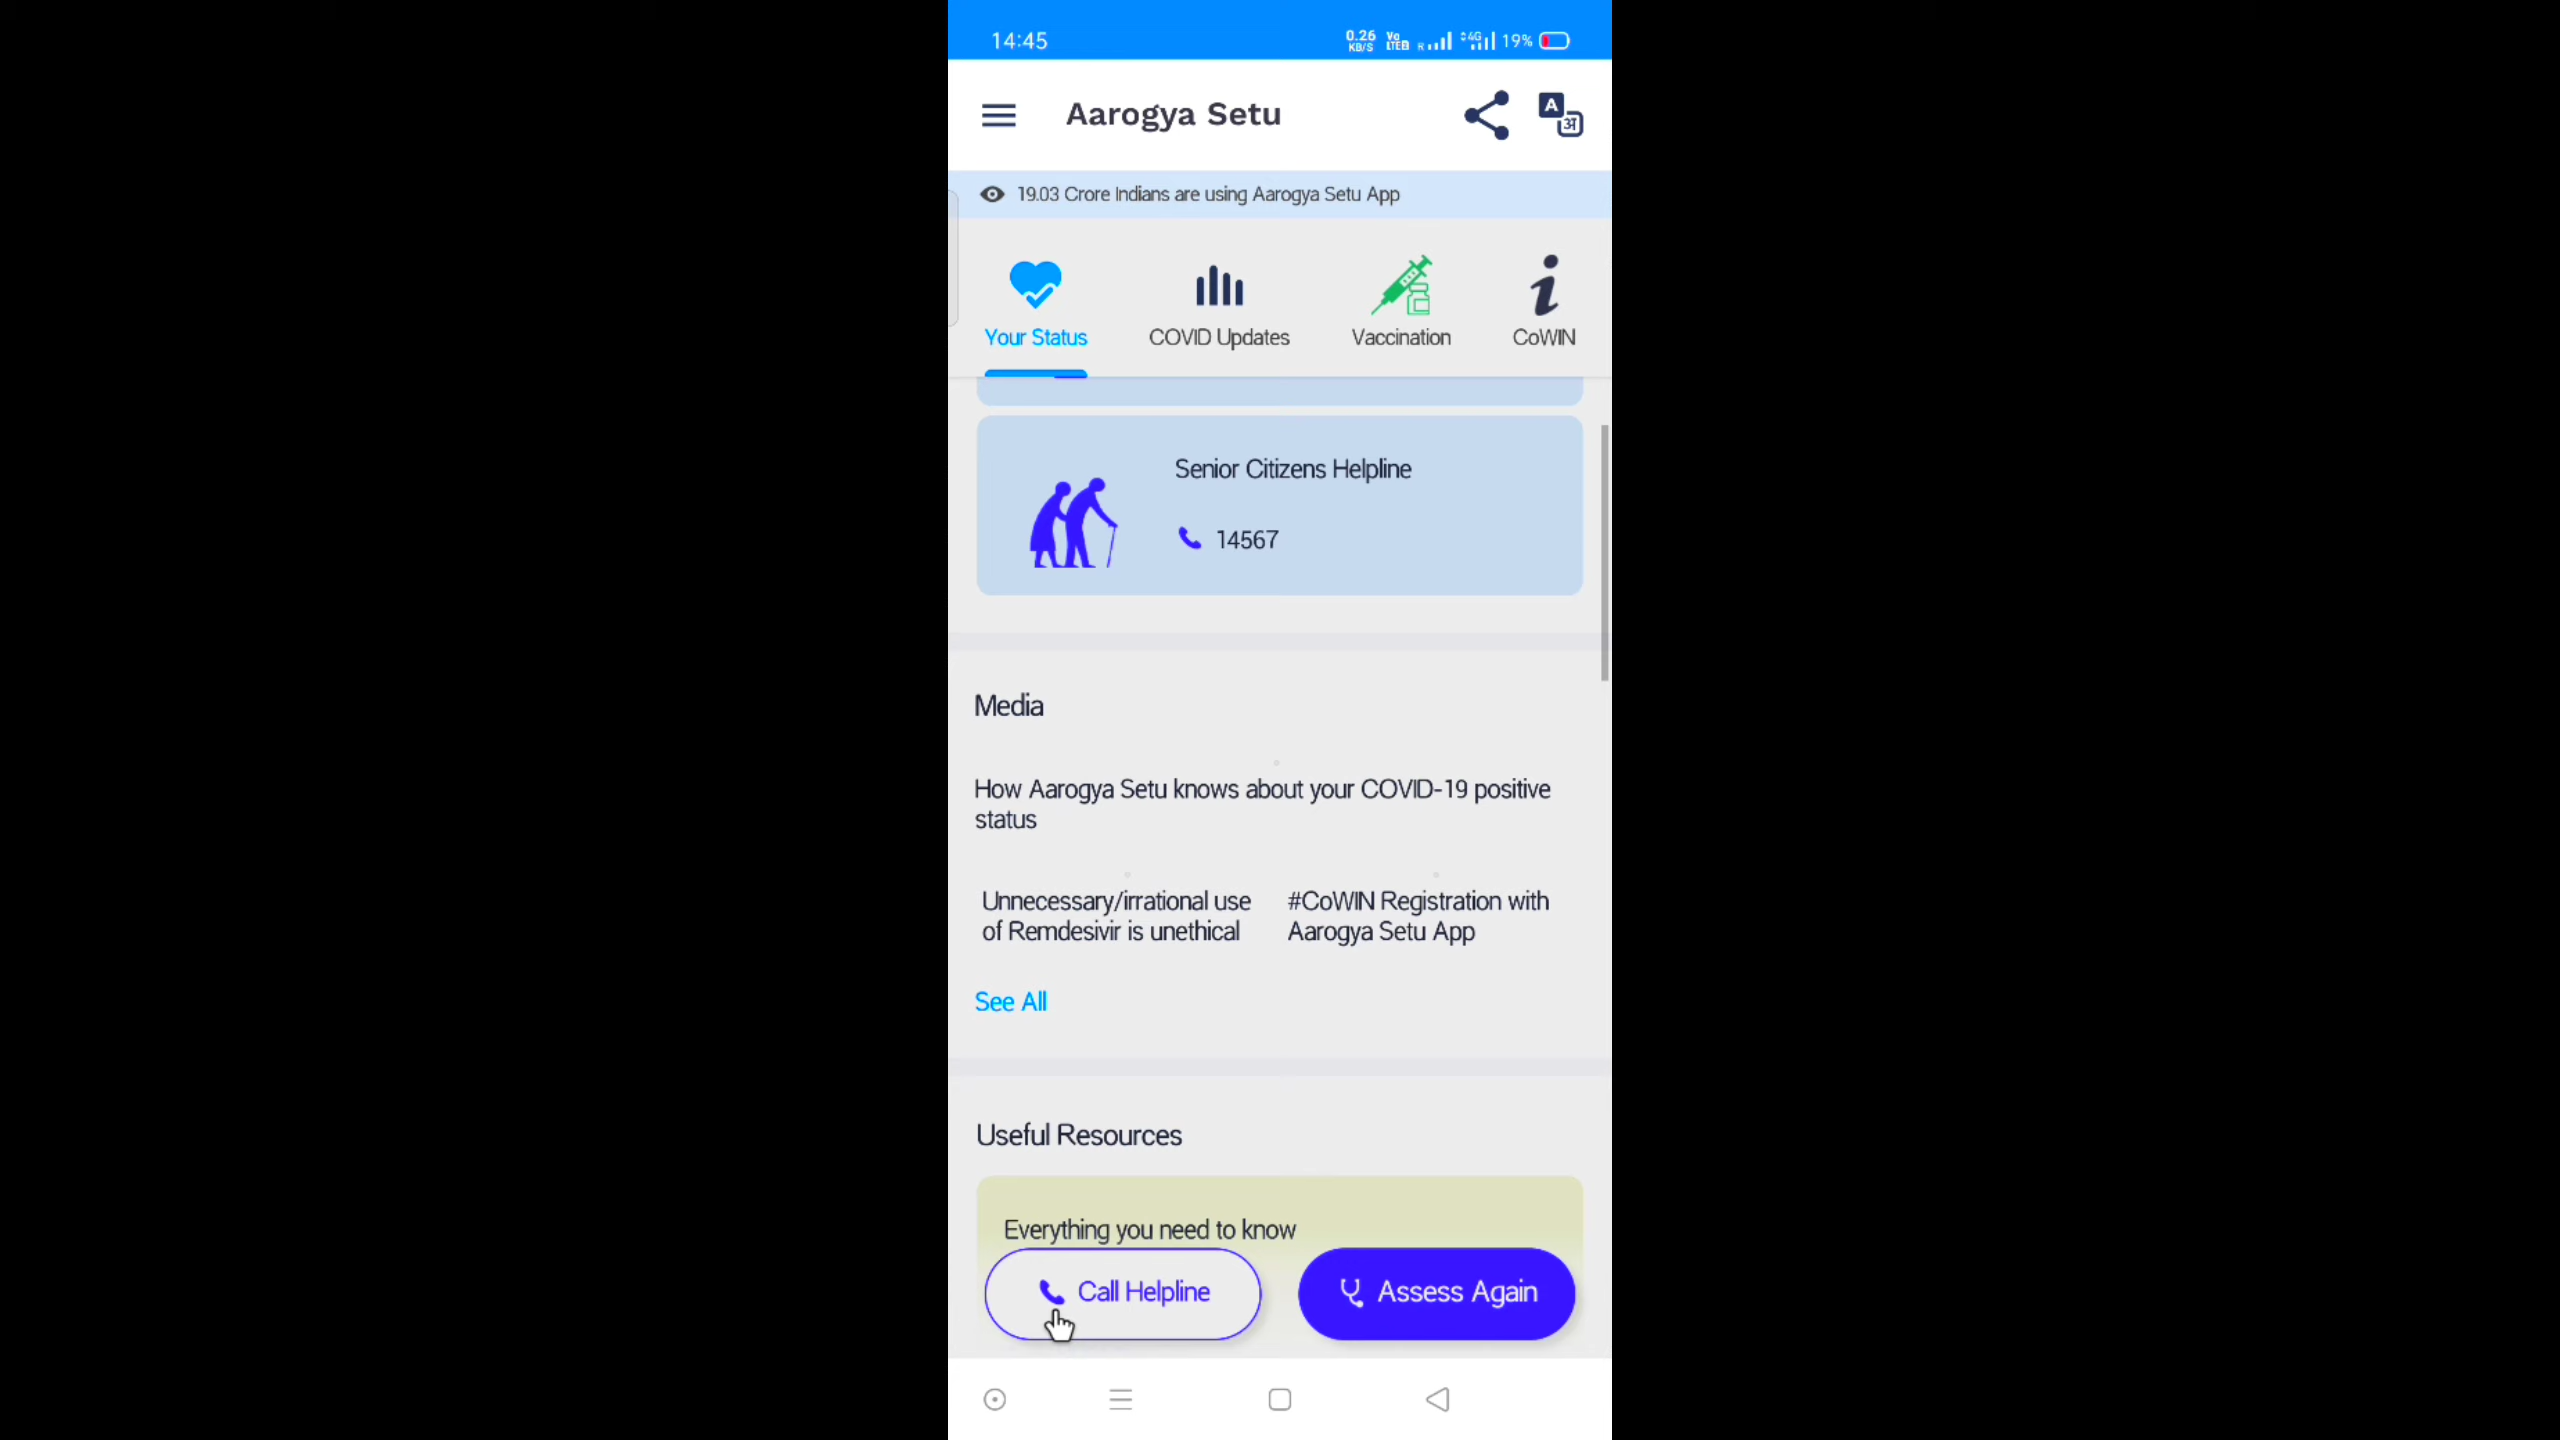 14:45
0.26 KB/S Vo LTE R 4G 19%
Aarogya Setu
A अ
19.03 Crore Indians are using Aarogya Setu App
Your Status
COVID Updates
Vaccination
CoWIN
Senior Citizens Helpline
14567
Media
How Aarogya Setu knows about your COVID-19 positive
status
Unnecessary/irrational use
of Remdesivir is unethical
#CoWIN Registration with
Aarogya Setu App
See All
Useful Resources
Everything you need to know
Call Helpline
Assess Again